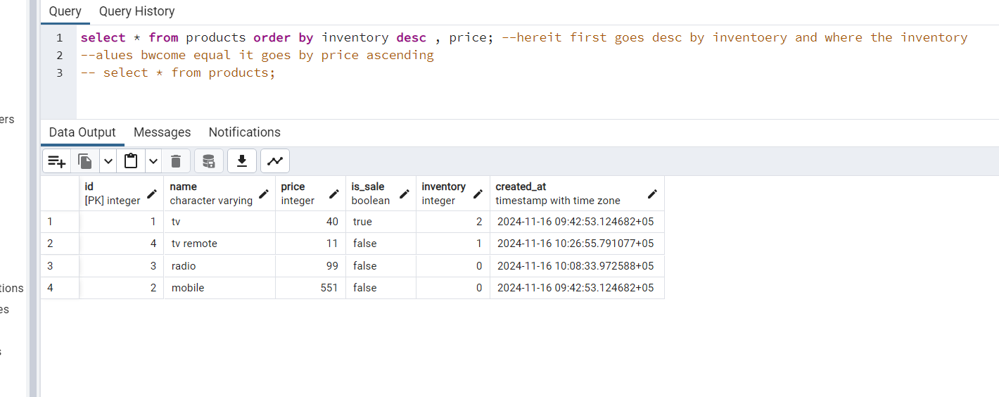 Query Query History
1 select * from products order by inventory desc , price; --hereit first goes desc by inventoery and where the inventory
2 --alues bwcome equal it goes by price ascending
3 -- select * from products;
ers
Data Output Messages Notifications
id name price is_sale inventory created_at
[PK] integer character varying integer boolean integer timestamp with time zone
1 1 tv 40 true 2 2024-11-16 09:42:53.124682+05
2 4 tv remote 11 false 1 2024-11-16 10:26:55.791077+05
3 3 radio 99 false 0 2024-11-16 10:08:33.972588+05
4 2 mobile 551 false 0 2024-11-16 09:42:53.124682+05
tions
es
s